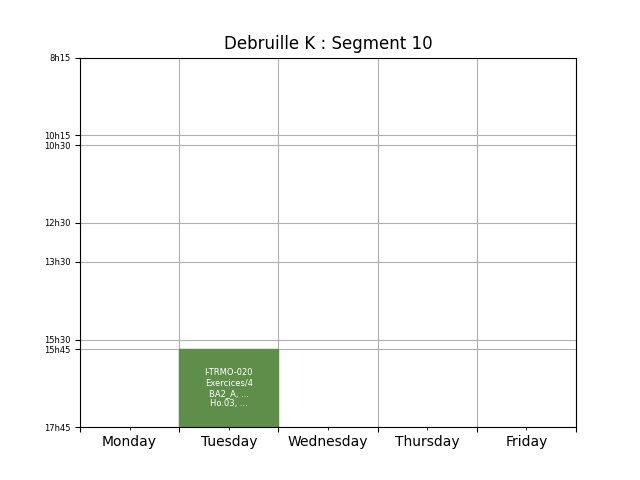 Debruille K : Segment 10
8h15
10h15
10h30
12h30
13h30
15h30
15h45
I-TRMO-020
Exercices/4
BA2_A, ...
Ho.03, ...
17h45
Monday Tuesday Wednesday Thursday Friday